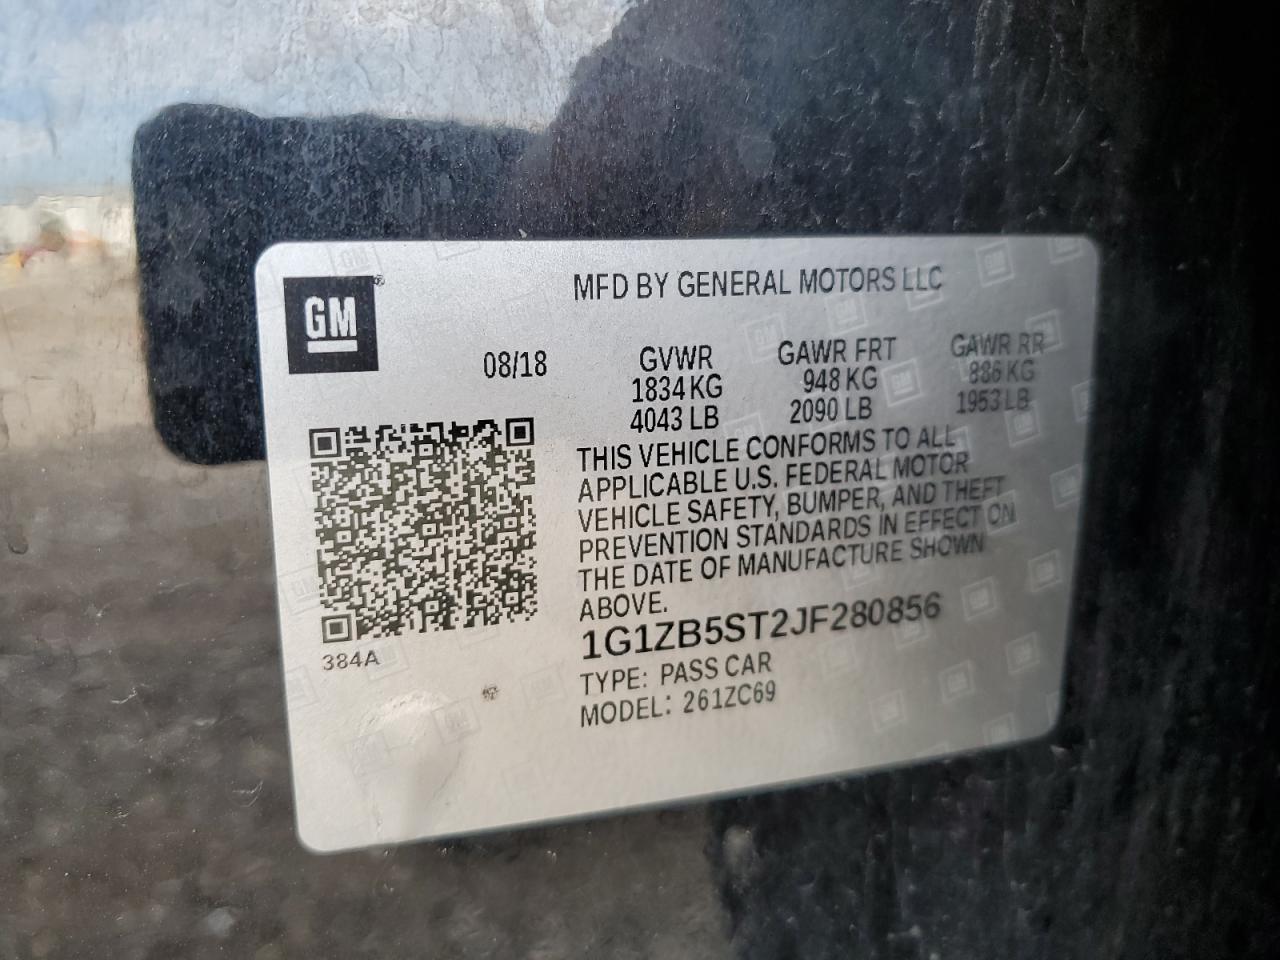 GM®
MFD BY GENERAL MOTORS LLC
08/18
GVWR
1834 KG
4043 LB
GAWR FRT
948 KG
2090 LB
GAWR RR
886 KG
1953 LB
THIS VEHICLE CONFORMS TO ALL
APPLICABLE U.S. FEDERAL MOTOR
VEHICLE SAFETY, BUMPER, AND THEFT
PREVENTION STANDARDS IN EFFECT ON
THE DATE OF MANUFACTURE SHOWN
ABOVE.
1G1ZB5ST2JF280856
TYPE: PASS CAR
MODEL: 261ZC69
384A